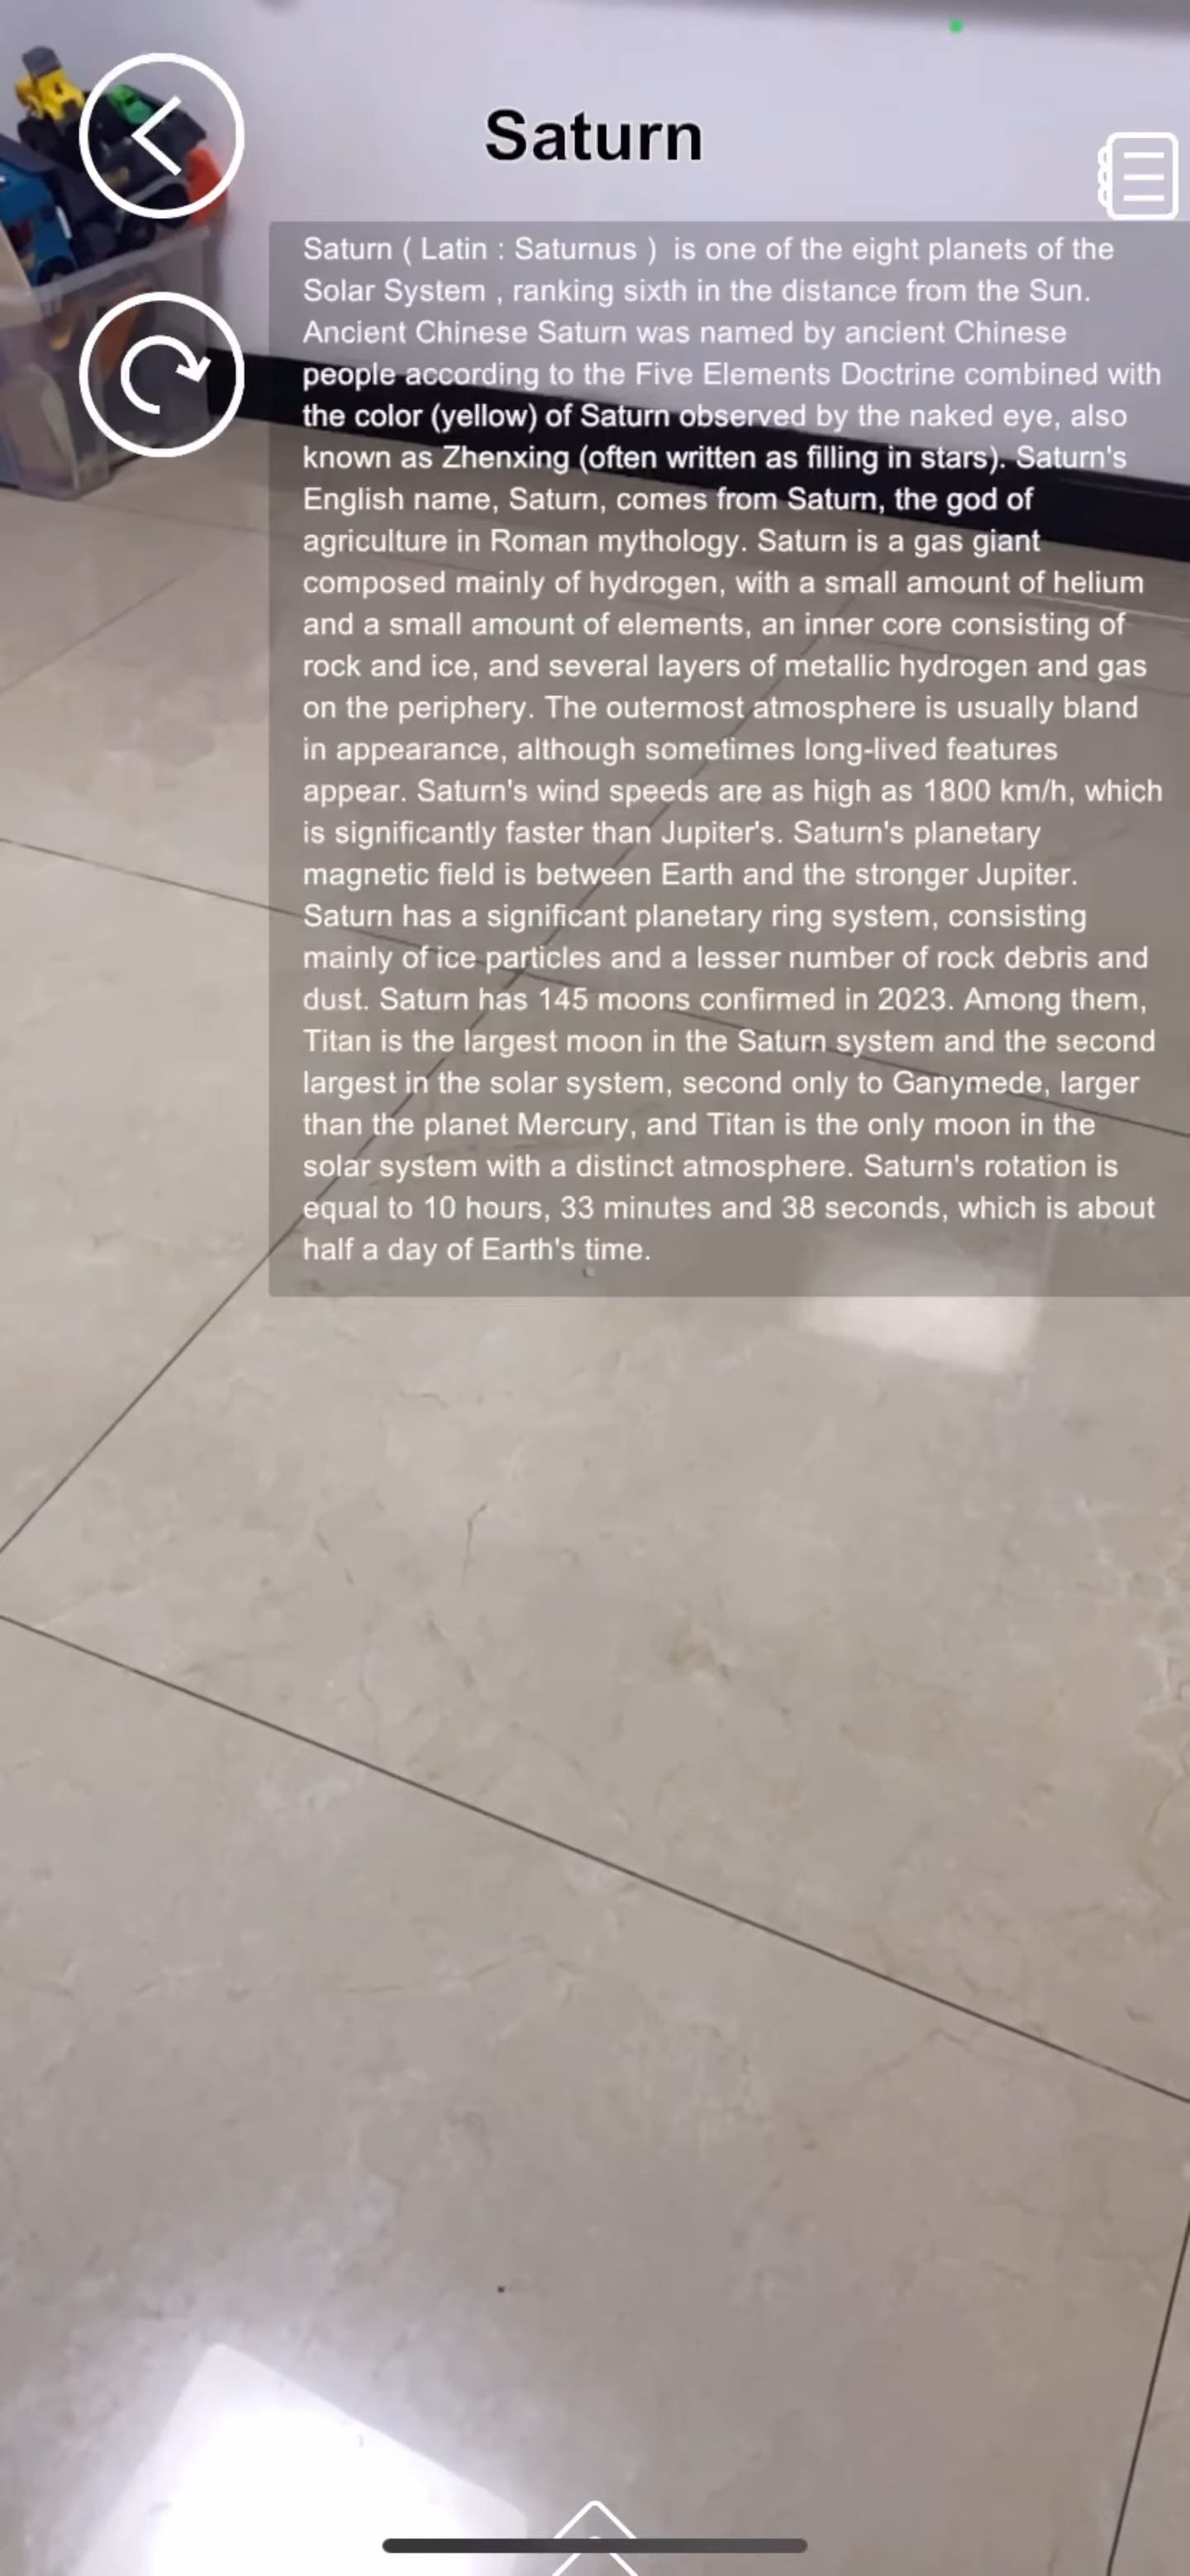 Saturn
Saturn ( Latin : Saturnus )  is one of the eight planets of the
Solar System , ranking sixth in the distance from the Sun.
Ancient Chinese Saturn was named by ancient Chinese
people according to the Five Elements Doctrine combined with
the color (yellow) of Saturn observed by the naked eye, also
known as Zhenxing (often written as filling in stars). Saturn's
English name, Saturn, comes from Saturn, the god of
agriculture in Roman mythology. Saturn is a gas giant
composed mainly of hydrogen, with a small amount of helium
and a small amount of elements, an inner core consisting of
rock and ice, and several layers of metallic hydrogen and gas
on the periphery. The outermost atmosphere is usually bland
in appearance, although sometimes long-lived features
appear. Saturn's wind speeds are as high as 1800 km/h, which
is significantly faster than Jupiter's. Saturn's planetary
magnetic field is between Earth and the stronger Jupiter.
Saturn has a significant planetary ring system, consisting
mainly of ice particles and a lesser number of rock debris and
dust. Saturn has 145 moons confirmed in 2023. Among them,
Titan is the largest moon in the Saturn system and the second
largest in the solar system, second only to Ganymede, larger
than the planet Mercury, and Titan is the only moon in the
solar system with a distinct atmosphere. Saturn's rotation is
equal to 10 hours, 33 minutes and 38 seconds, which is about
half a day of Earth's time.